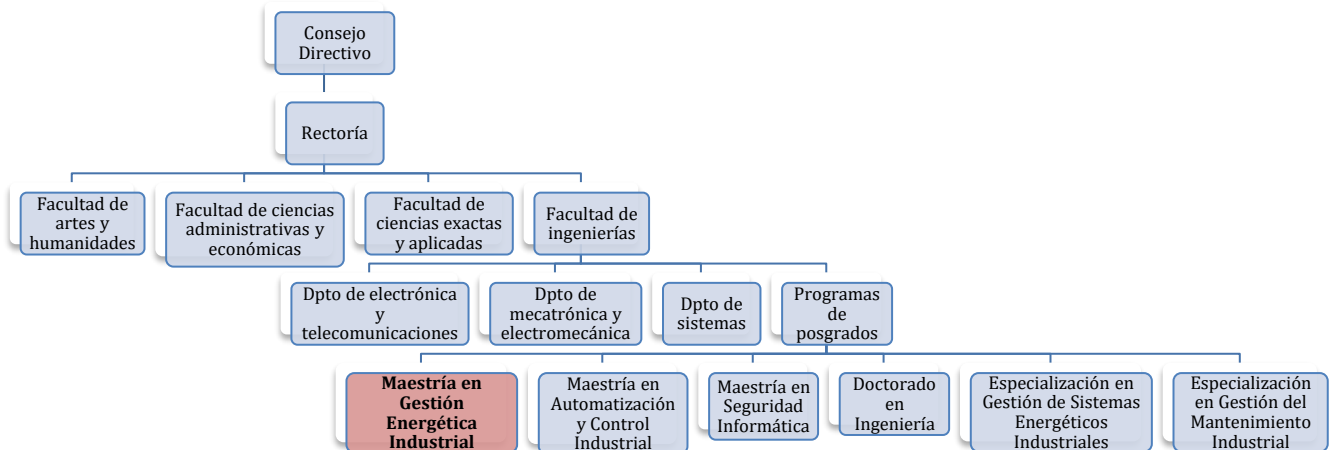 Consejo
Directivo
Rectoría
Facultad de
artes y
humanidades
Facultad de ciencias
administrativas y
económicas
Facultad de
ciencias exactas
y aplicadas
Facultad de
ingenierías
Dpto de electrónica
y
telecomunicaciones
Dpto de
mecatrónica y
electromecánica
Dpto de
sistemas
Programas
de
posgrados
Maestría en
Gestión
Energética
Industrial
Maestría en
Automatización
y Control
Industrial
Maestría en
Seguridad
Informática
Doctorado
en
Ingeniería
Especialización en
Gestión de Sistemas
Energéticos
Industriales
Especialización
en Gestión del
Mantenimiento
Industrial